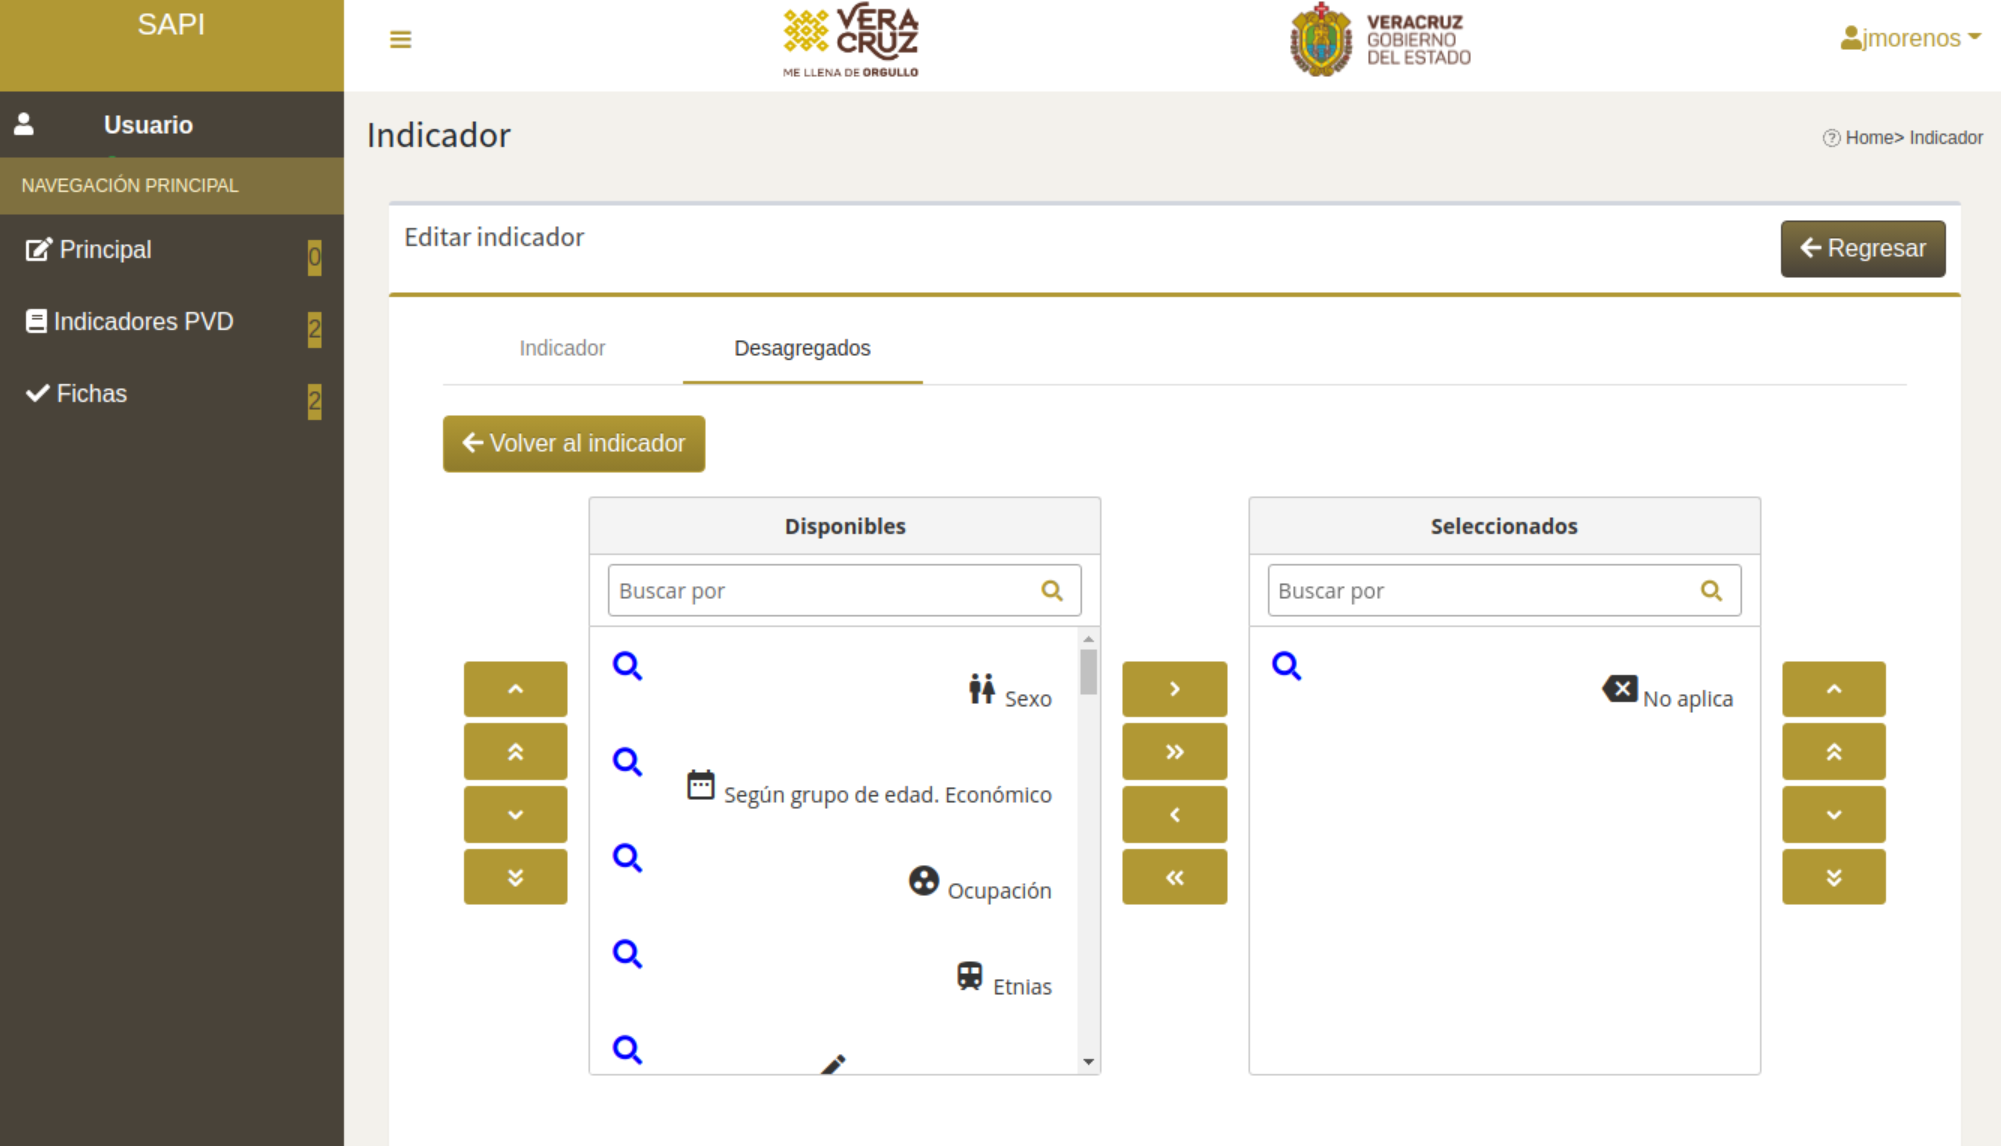 SAPI
VERA
CRUZ
ME LLENA DE ORGULLO
VERACRUZ
GOBIERNO
DEL ESTADO
jmorenos
Usuario
Indicador
Home> Indicador
NAVEGACIÓN PRINCIPAL
Principal 0
Indicadores PVD 2
Fichas 2
Editar indicador
Regresar
Indicador Desagregados
Volver al indicador
Disponibles
Buscar por
Sexo
Según grupo de edad. Económico
Ocupación
Etnias
Seleccionados
Buscar por
No aplica